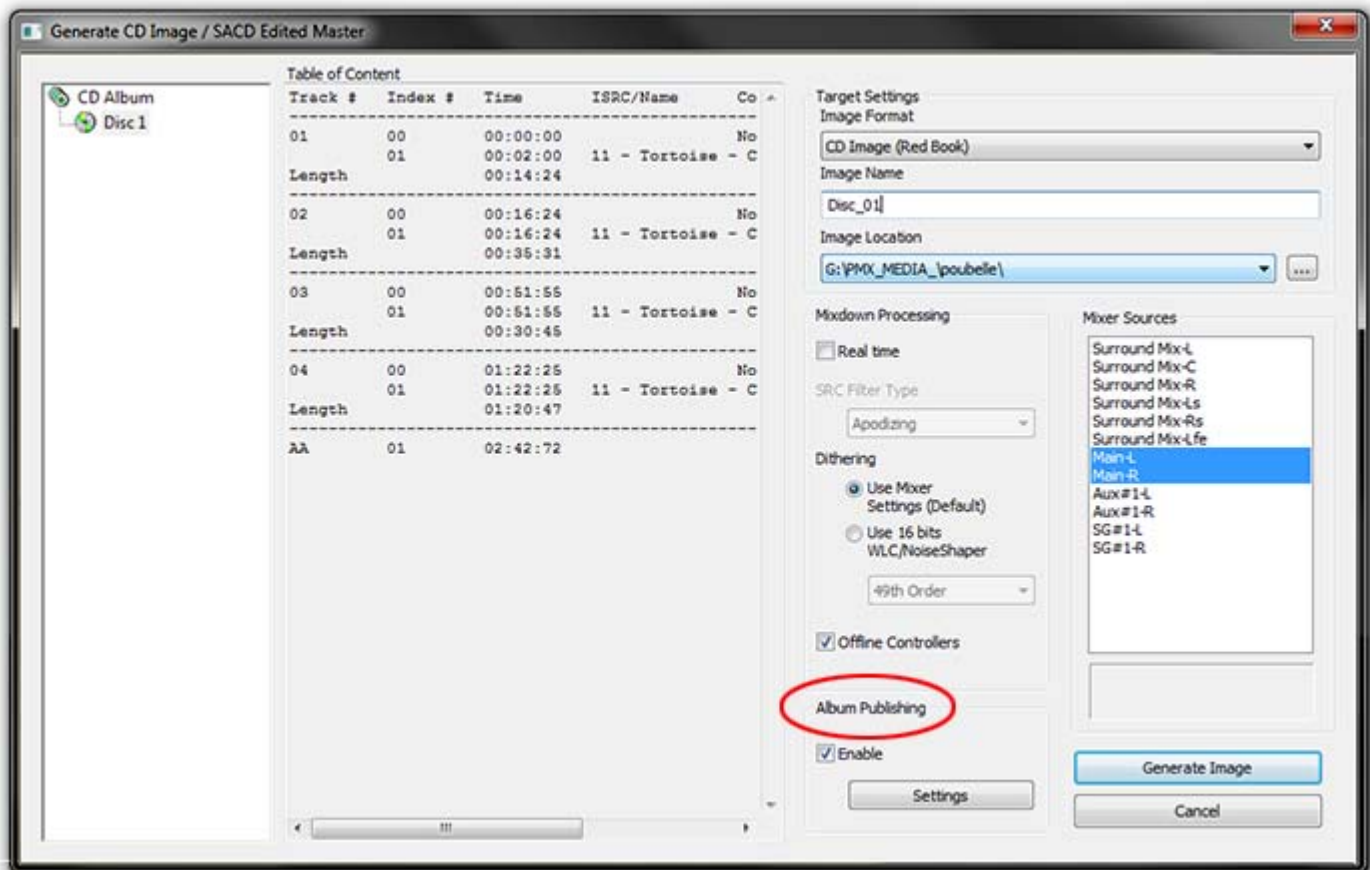 Generate CD Image / SACD Edited Master
CD Album
Disc 1
Table of Content
Track # Index # Time ISRC/Name Co
--------------------------------------------------
01 00 00:00:00 No
01 00:02:00 11 - Tortoise - C
Length 00:14:24
--------------------------------------------------
02 00 00:16:24 No
01 00:16:24 11 - Tortoise - C
Length 00:35:31
--------------------------------------------------
03 00 00:51:55 No
01 00:51:55 11 - Tortoise - C
Length 00:30:45
--------------------------------------------------
04 00 01:22:25 No
01 01:22:25 11 - Tortoise - C
Length 01:20:47
--------------------------------------------------
AA 01 02:42:72
Target Settings
Image Format
CD Image (Red Book)
Image Name
Disc_01
Image Location
G:\PMX_MEDIA_\poubelle\
...
Mixdown Processing
Real time
SRC Filter Type
Apodizing
Dithering
Use Mixer
Settings (Default)
Use 16 bits
WLC/NoiseShaper
49th Order
Offline Controllers
Album Publishing
Enable
Settings
Mixer Sources
Surround Mix-L
Surround Mix-C
Surround Mix-R
Surround Mix-Ls
Surround Mix-Rs
Surround Mix-Lfe
Main-L
Main-R
Aux#1-L
Aux#1-R
SG#1-L
SG#1-R
Generate Image
Cancel